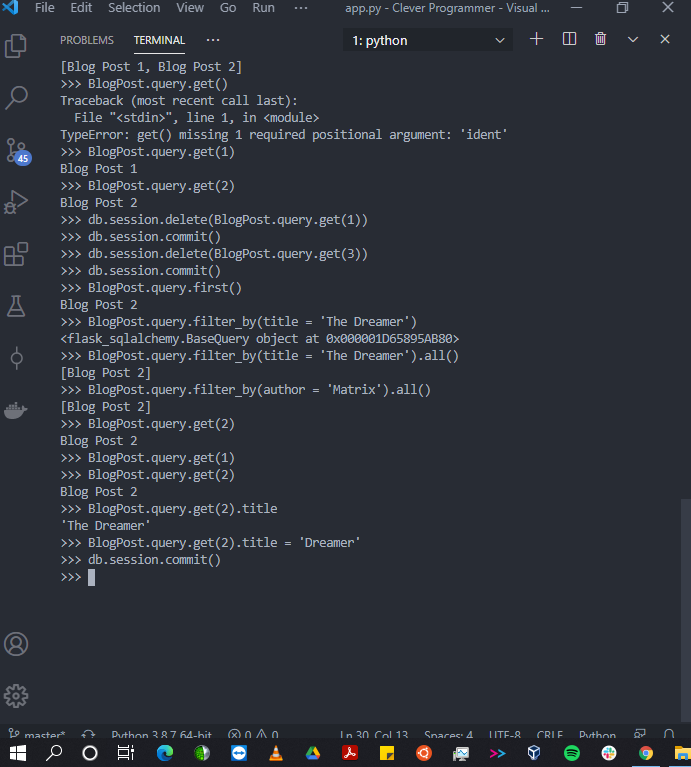 File Edit Selection View Go Run ··· app.py - Clever Programmer - Visual ...
PROBLEMS TERMINAL ··· 1: python
[Blog Post 1, Blog Post 2]
>>> BlogPost.query.get()
Traceback (most recent call last):
  File "<stdin>", line 1, in <module>
TypeError: get() missing 1 required positional argument: 'ident'
>>> BlogPost.query.get(1)
Blog Post 1
>>> BlogPost.query.get(2)
Blog Post 2
>>> db.session.delete(BlogPost.query.get(1))
>>> db.session.commit()
>>> db.session.delete(BlogPost.query.get(3))
>>> db.session.commit()
>>> BlogPost.query.first()
Blog Post 2
>>> BlogPost.query.filter_by(title = 'The Dreamer')
<flask_sqlalchemy.BaseQuery object at 0x000001D65895AB80>
>>> BlogPost.query.filter_by(title = 'The Dreamer').all()
[Blog Post 2]
>>> BlogPost.query.filter_by(author = 'Matrix').all()
[Blog Post 2]
>>> BlogPost.query.get(2)
Blog Post 2
>>> BlogPost.query.get(1)
>>> BlogPost.query.get(2)
Blog Post 2
>>> BlogPost.query.get(2).title
'The Dreamer'
>>> BlogPost.query.get(2).title = 'Dreamer'
>>> db.session.commit()
>>>
45
master* Python 3.8.7 64-bit 0 0 Ln 30, Col 13 Spaces: 4 UTF-8 CRLF Python